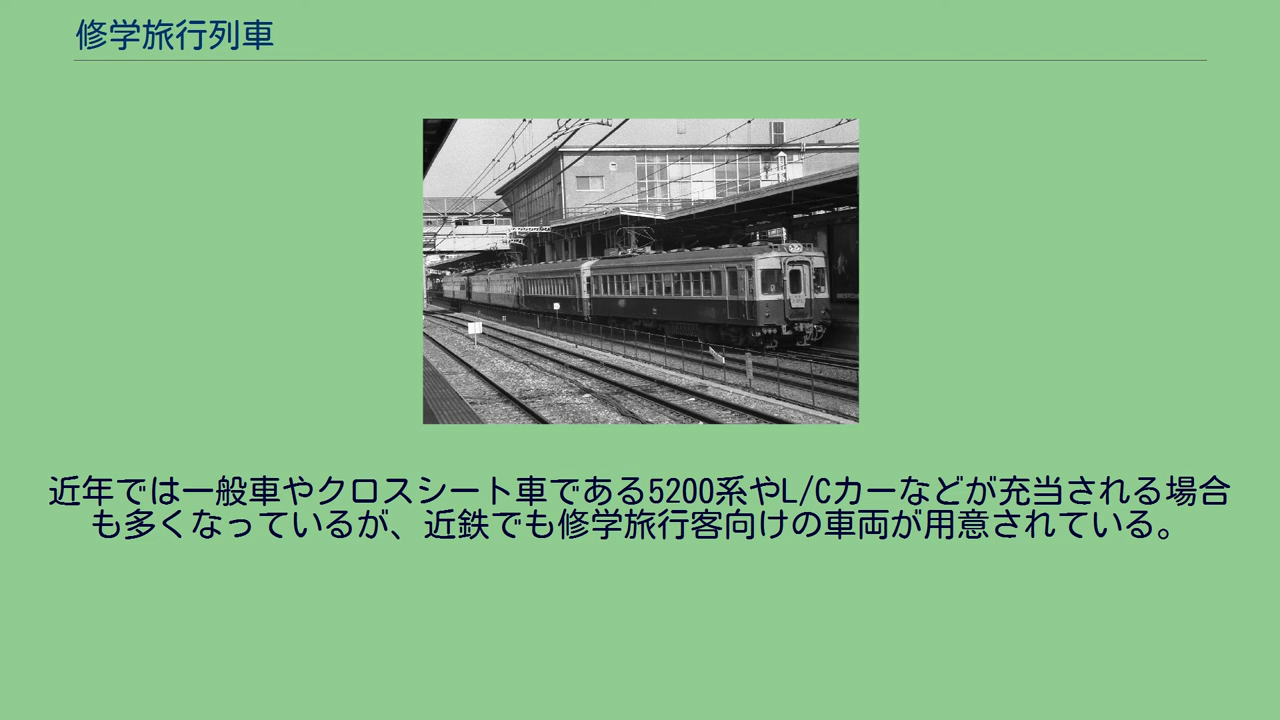 修学旅行列車
近年では一般車やクロスシート車である5200系やL/Cカーなどが充当される場合
も多くなっているが、近鉄でも修学旅行客向けの車両が用意されている。